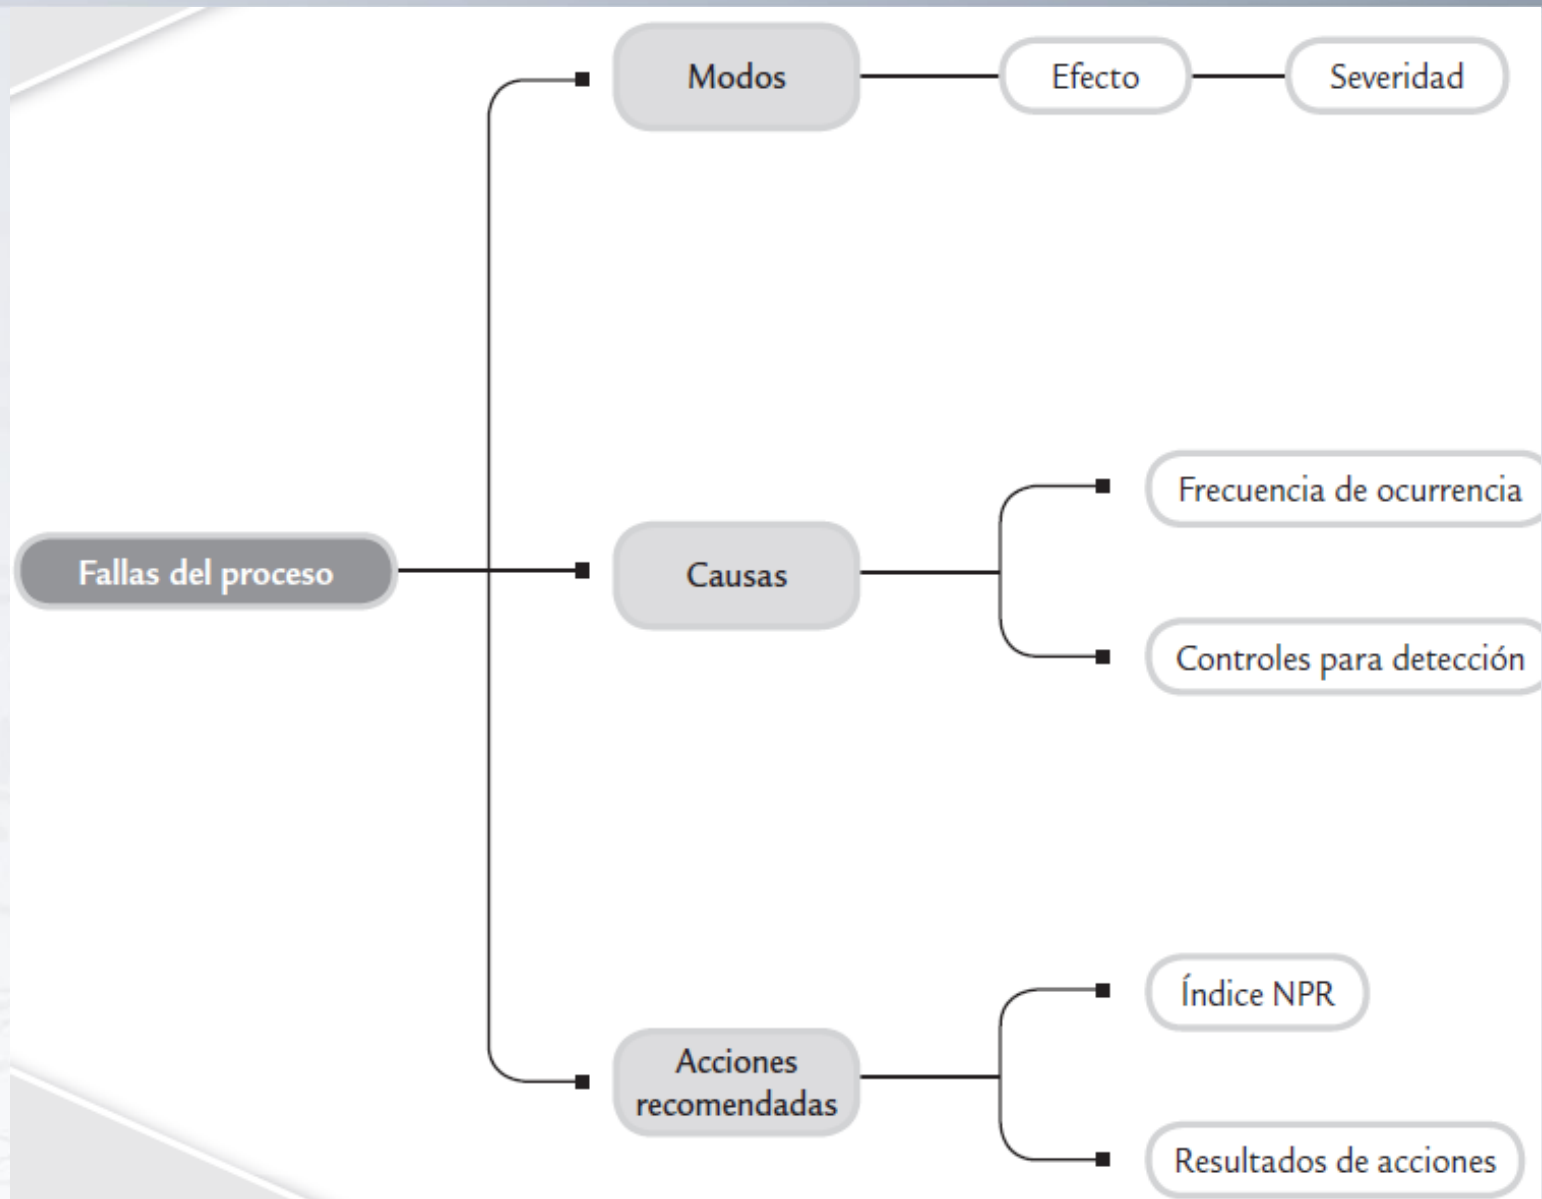 Modos
Efecto
Severidad
Frecuencia de ocurrencia
Fallas del proceso
Causas
Controles para detección
Índice NPR
Acciones
recomendadas
Resultados de acciones